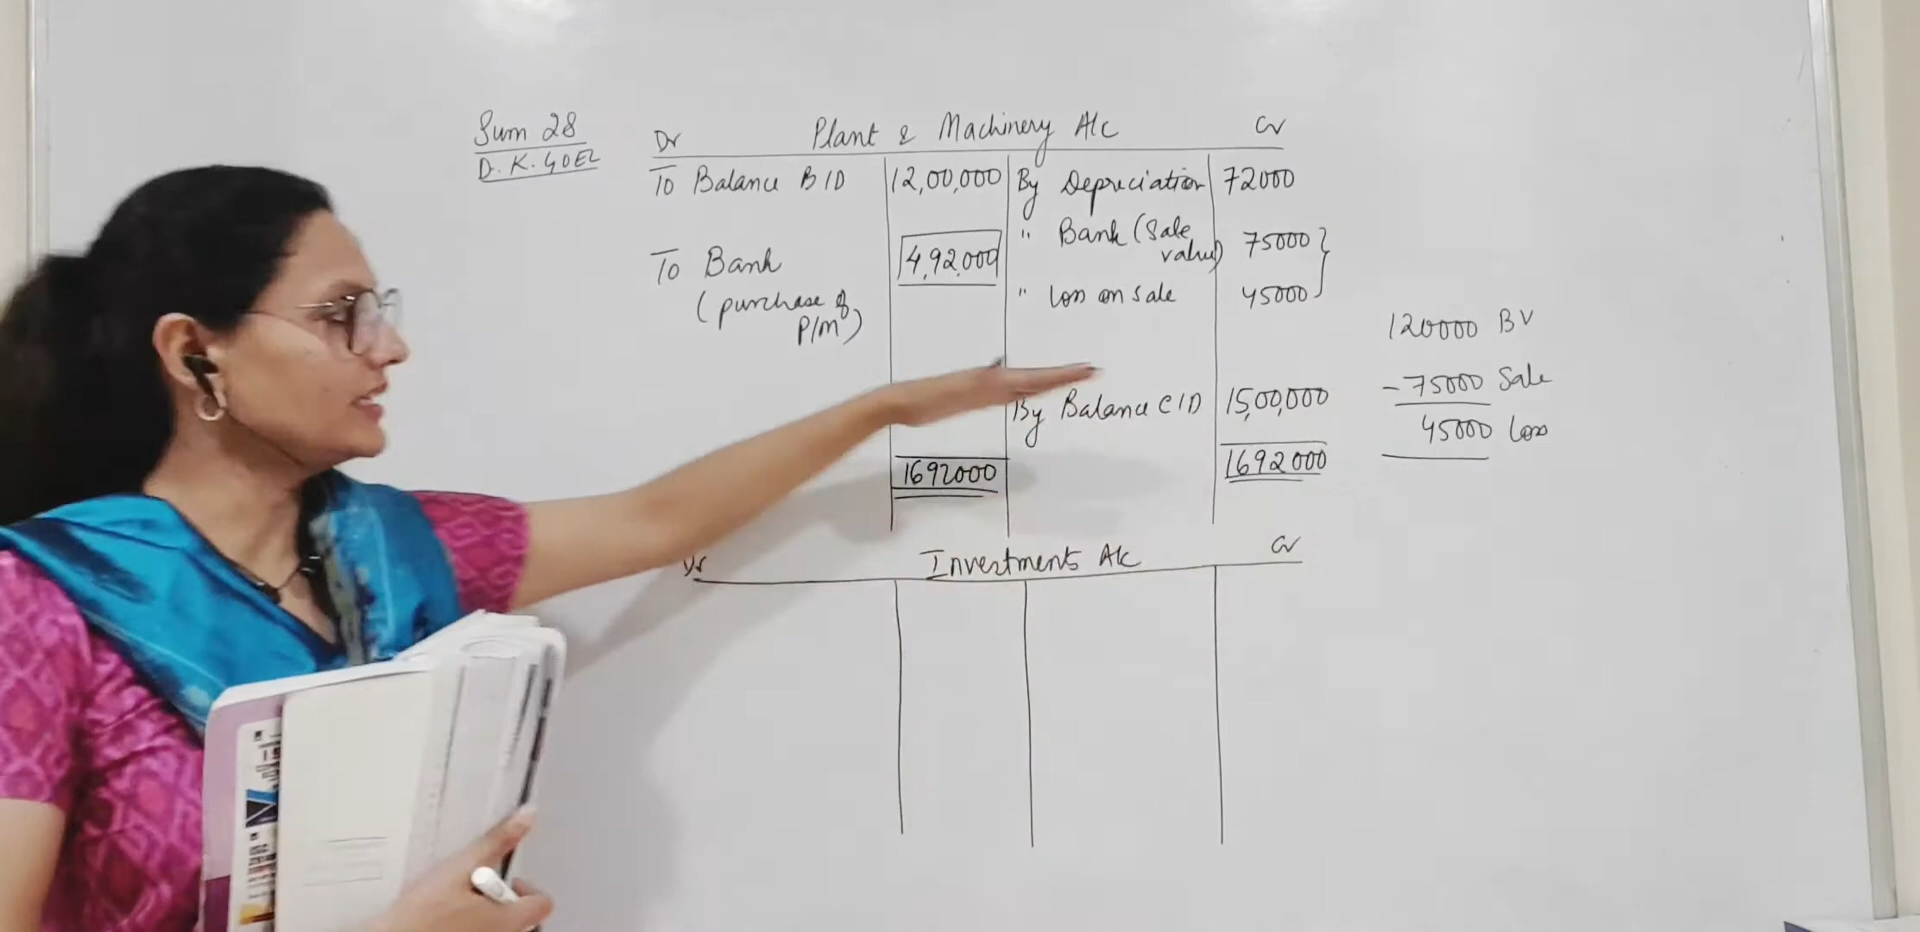 Sum 28
D. K. GOEL
Dr Plant & Machinery A/c Cr
To Balance B/D 12,00,000 By Depreciation 72000
" Bank (Sale value) 75000
To Bank (purchase of P/M) 4,92,000
" loss on sale 45000
By Balance C/D 15,00,000
1692000 1692000
120000 BV
- 75000 Sale
45000 loss
Dr Investments A/c Cr